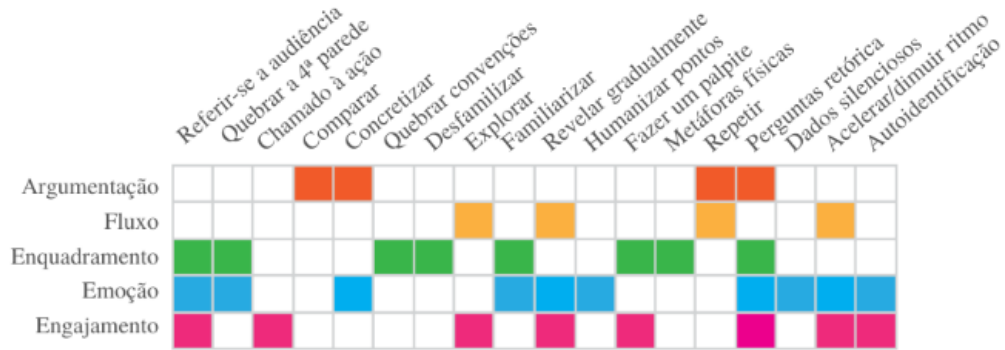 Referir-se a audiência
Quebrar a 4ª parede
Chamado à ação
Comparar
Concretizar
Quebrar convenções
Desfamilizar
Explorar
Familiarizar
Revelar gradualmente
Humanizar pontos
Fazer um palpite
Metáforas físicas
Repetir
Perguntas retórica
Dados silenciosos
Acelerar/dimuir ritmo
Autoidentificação
Argumentação
Fluxo
Enquadramento
Emoção
Engajamento